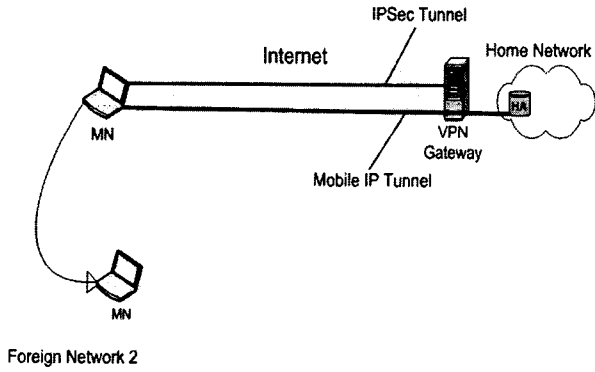 IPSec Tunnel
Internet
Home Network
HA
MN
VPN
Gateway
Mobile IP Tunnel
MN
Foreign Network 2